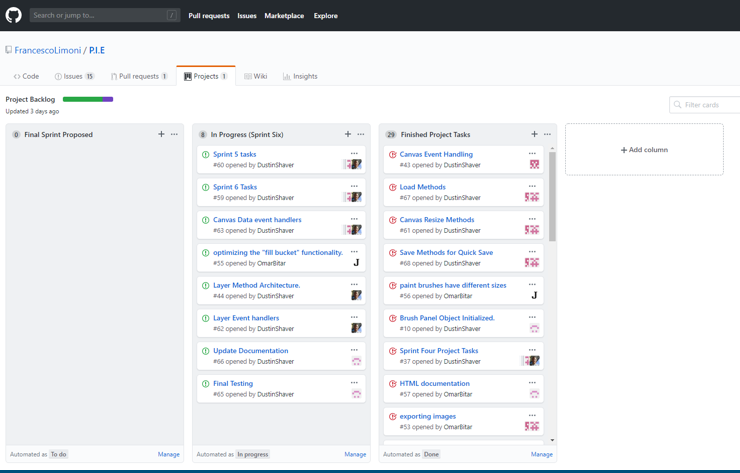 Search or jump to... /
Pull requests Issues Marketplace Explore
FrancescoLimoni / P.I.E
Code Issues 15 Pull requests 1 Projects 1 Wiki Insights
Project Backlog
Updated 3 days ago
Filter cards
0 Final Sprint Proposed
Automated as To do Manage
8 In Progress (Sprint Six)
Sprint 5 tasks
#60 opened by DustinShaver
Sprint 6 Tasks
#59 opened by DustinShaver
Canvas Data event handlers
#63 opened by DustinShaver
optimizing the "fill bucket" functionality.
#55 opened by OmarBitar
J
Layer Method Architecture.
#44 opened by DustinShaver
Layer Event handlers
#62 opened by DustinShaver
Update Documentation
#66 opened by DustinShaver
Final Testing
#65 opened by DustinShaver
Automated as In progress Manage
29 Finished Project Tasks
Canvas Event Handling
#43 opened by DustinShaver
Load Methods
#67 opened by DustinShaver
Canvas Resize Methods
#61 opened by DustinShaver
Save Methods for Quick Save
#68 opened by DustinShaver
paint brushes have different sizes
#56 opened by OmarBitar
J
Brush Panel Object Initialized.
#10 opened by DustinShaver
Sprint Four Project Tasks
#37 opened by DustinShaver
HTML documentation
#57 opened by OmarBitar
exporting images
#53 opened by OmarBitar
Automated as Done Manage
+ Add column